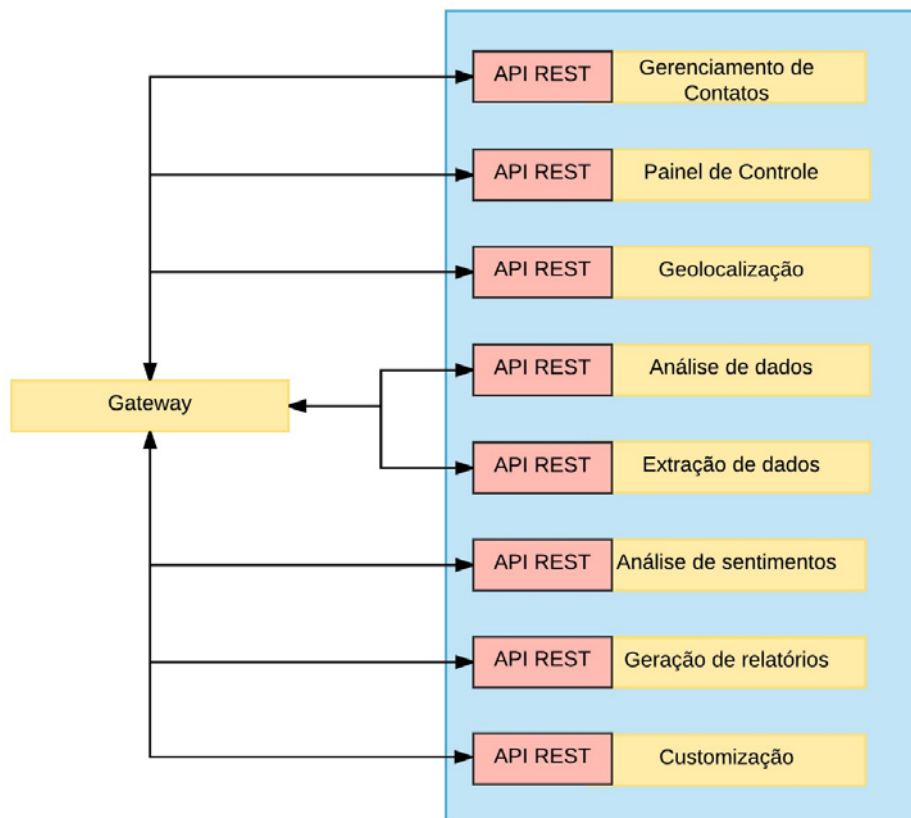 API REST
Gerenciamento de
Contatos
API REST
Painel de Controle
API REST
Geolocalização
API REST
Análise de dados
Gateway
API REST
Extração de dados
API REST
Análise de sentimentos
API REST
Geração de relatórios
API REST
Customização